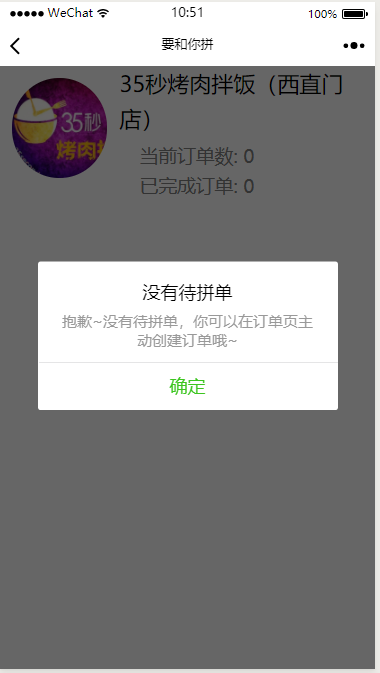 WeChat 10:51 100%
要和你拼
35秒烤肉拌饭（西直门
店）
35秒
烤肉拌
当前订单数: 0
已完成订单: 0
没有待拼单
抱歉~没有待拼单，你可以在订单页主
动创建订单哦~
确定